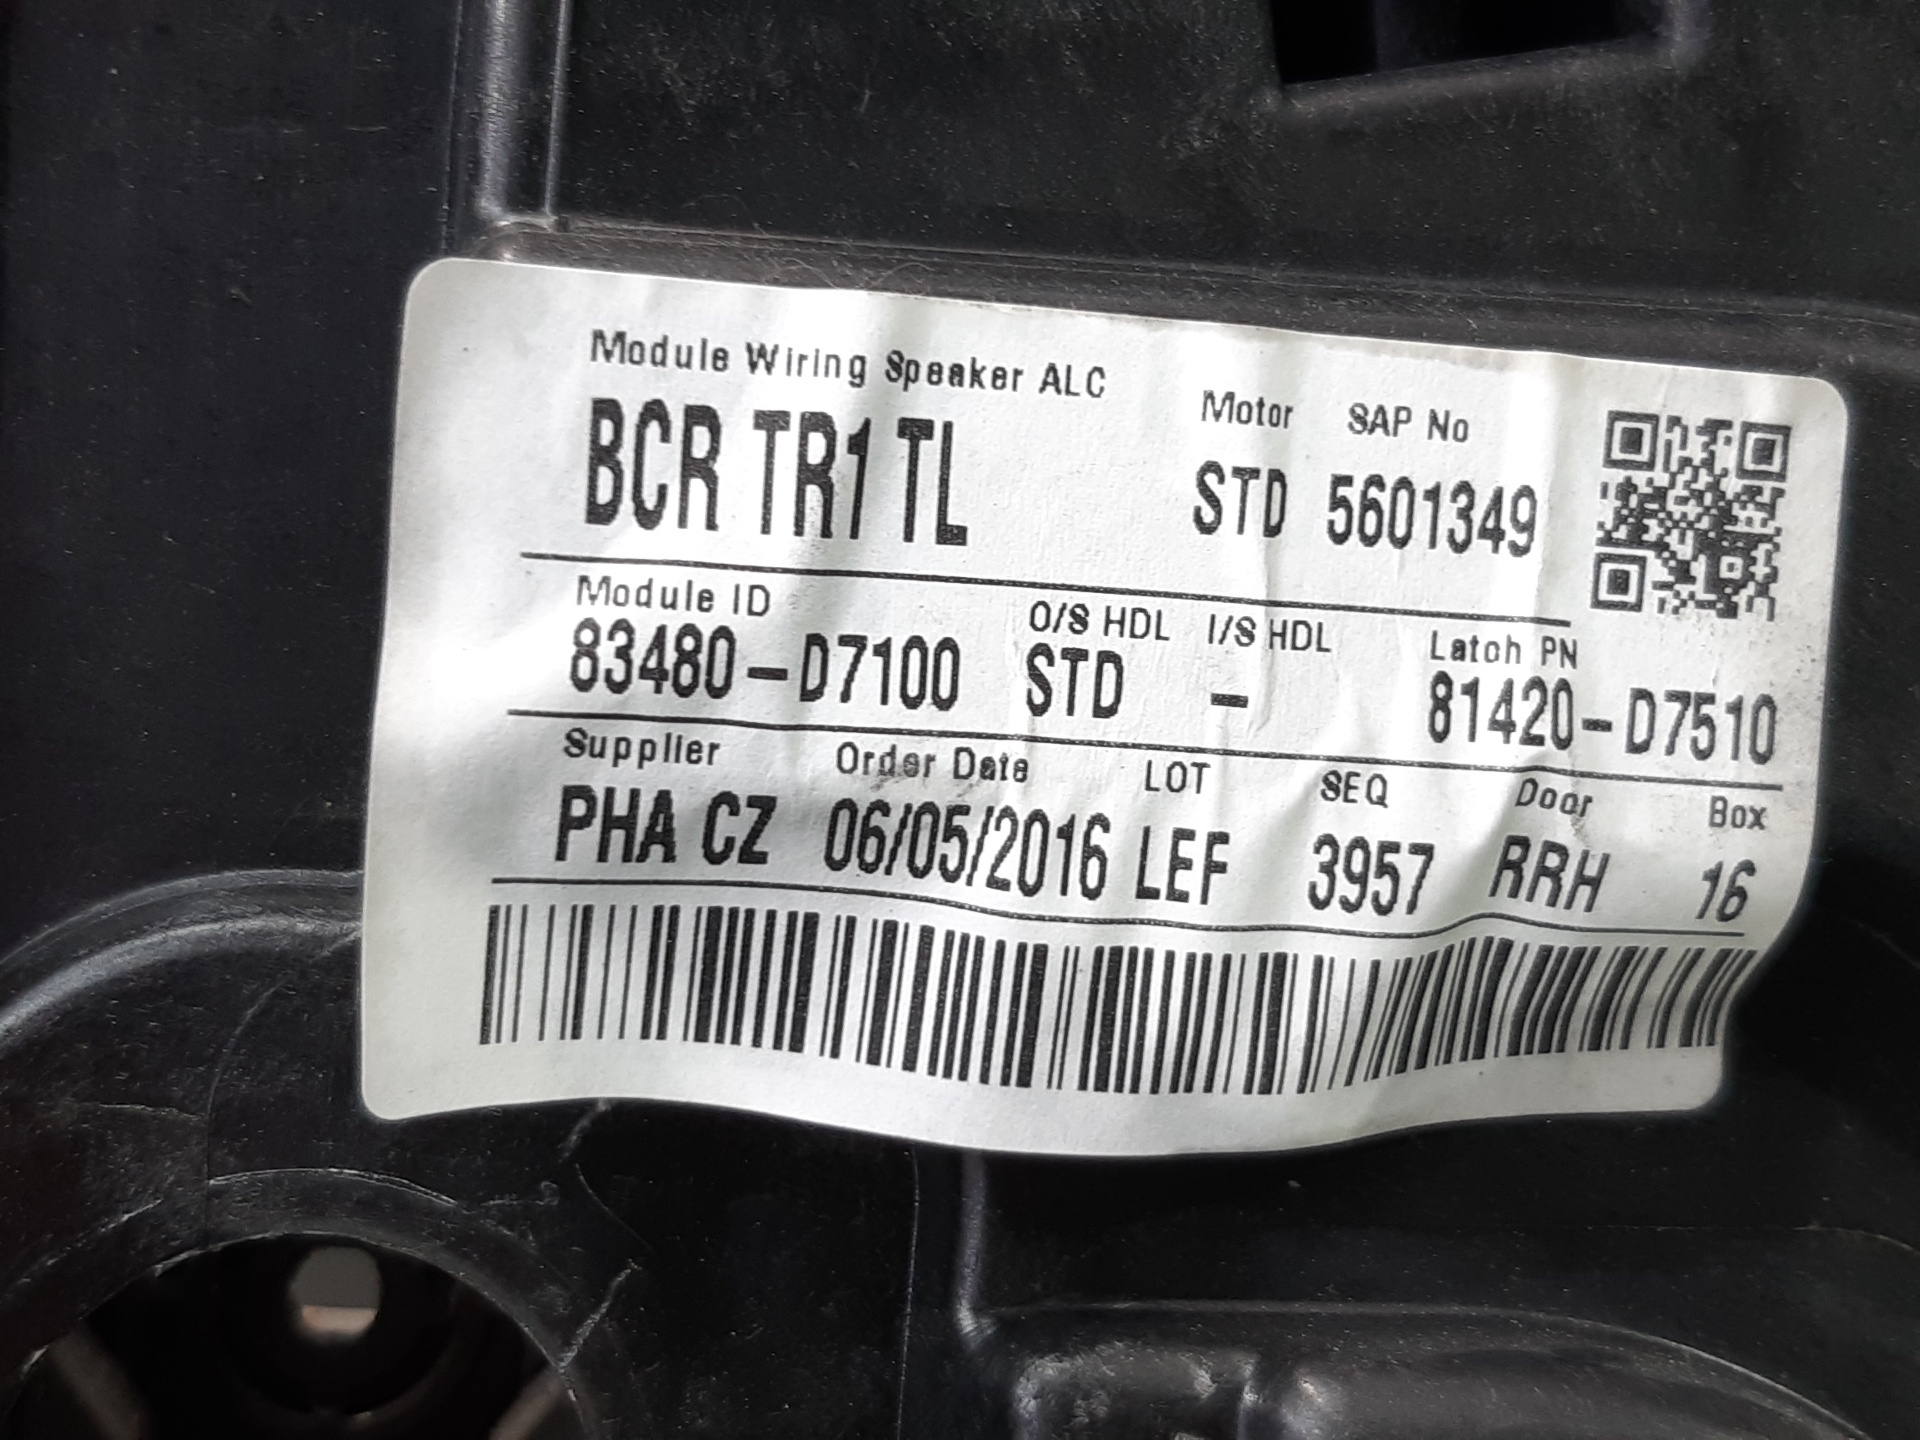 Module Wiring Speaker ALC Motor SAP No
BCR TR1 TL STD 5601349
Module ID O/S HDL I/S HDL Latch PN
83480-D7100 STD - 81420-D7510
Supplier Order Date LOT SEQ Door Box
PHA CZ 06/05/2016 LEF 3957 RRH 16